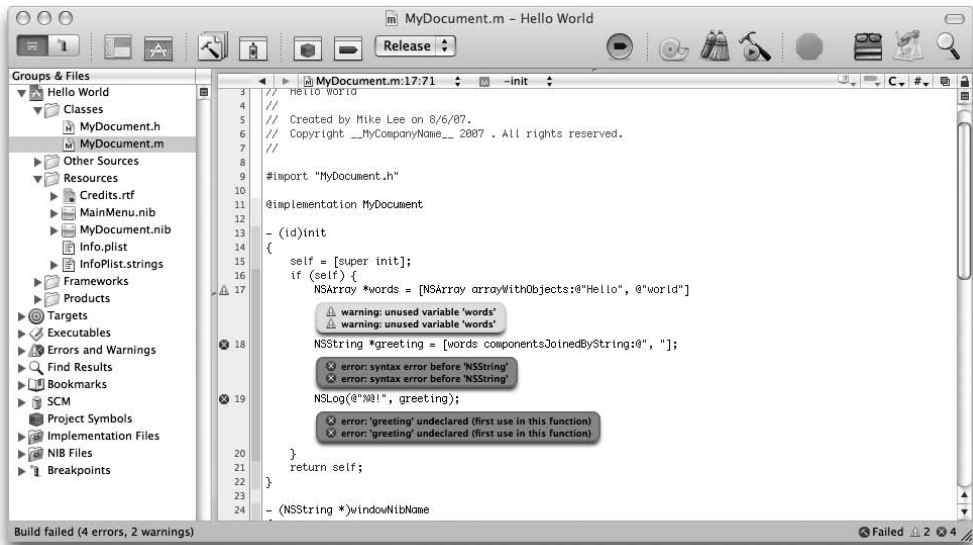 MyDocument.m – Hello World
Release
Groups & Files
Hello World
Classes
MyDocument.h
MyDocument.m
Other Sources
Resources
Credits.rtf
MainMenu.nib
MyDocument.nib
Info.plist
InfoPlist.strings
Frameworks
Products
Targets
Executables
Errors and Warnings
Find Results
Bookmarks
SCM
Project Symbols
Implementation Files
NIB Files
Breakpoints
MyDocument.m:17:71 -init C #
3 // Hello World
4 //
5 // Created by Mike Lee on 8/6/07.
6 // Copyright __MyCompanyName__ 2007 . All rights reserved.
7 //
8
9 #import "MyDocument.h"
10
11 @implementation MyDocument
12
13 - (id)init
14 {
15 self = [super init];
16 if (self) {
17 NSArray *words = [NSArray arrayWithObjects:@"Hello", @"world"]
warning: unused variable 'words'
warning: unused variable 'words'
18 NSString *greeting = [words componentsJoinedByString:@", "];
error: syntax error before 'NSString'
error: syntax error before 'NSString'
19 NSLog(@"%@!", greeting);
error: 'greeting' undeclared (first use in this function)
error: 'greeting' undeclared (first use in this function)
20 }
21 return self;
22 }
23
24 - (NSString *)windowNibName
Build failed (4 errors, 2 warnings)
Failed 2 4